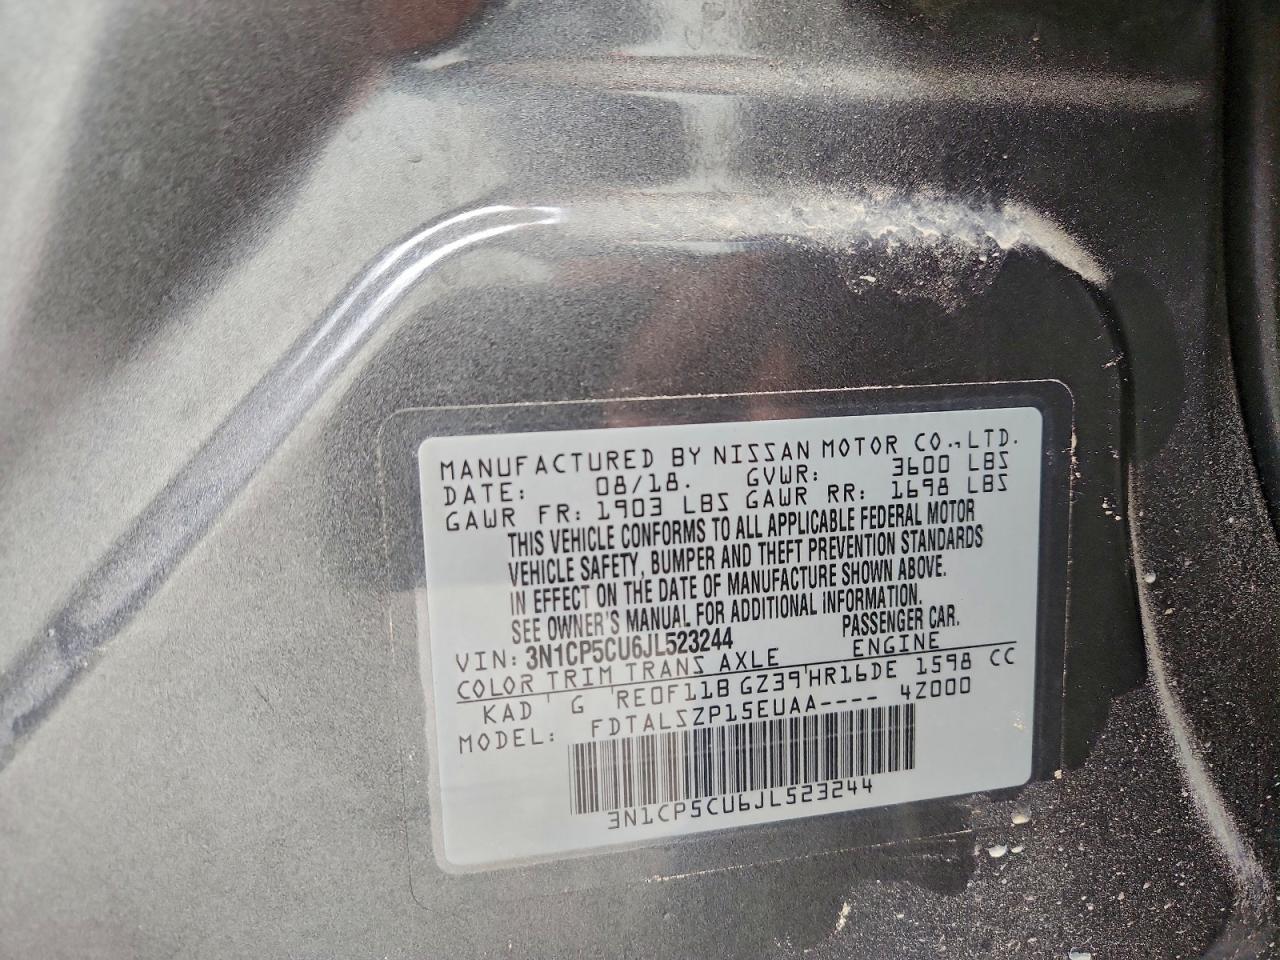 MANUFACTURED BY NISSAN MOTOR CO.,LTD.
DATE: 08/18. GVWR: 3600 LBS
GAWR FR: 1903 LBS GAWR RR: 1698 LBS
THIS VEHICLE CONFORMS TO ALL APPLICABLE FEDERAL MOTOR
VEHICLE SAFETY, BUMPER AND THEFT PREVENTION STANDARDS
IN EFFECT ON THE DATE OF MANUFACTURE SHOWN ABOVE.
SEE OWNER'S MANUAL FOR ADDITIONAL INFORMATION.
VIN: 3N1CP5CU6JL523244 PASSENGER CAR.
COLOR TRIM TRANS AXLE ENGINE
KAD G RE0F11B GZ39 HR16DE 1598 CC
MODEL: FDTALSZP15EUAA---- 4Z000
3N1CP5CU6JL523244